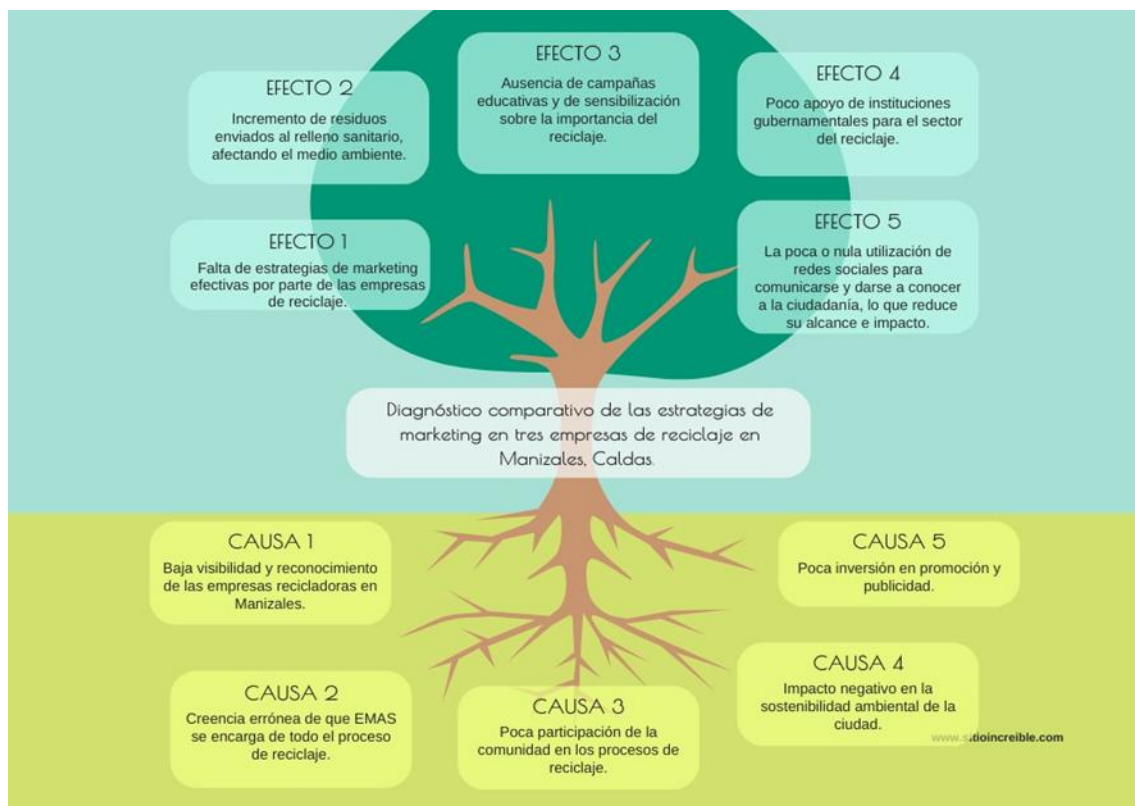 EFECTO 3
Ausencia de campañas
educativas y de sensibilización
sobre la importancia del
reciclaje.
EFECTO 2
Incremento de residuos
enviados al relleno sanitario,
afectando el medio ambiente.
EFECTO 4
Poco apoyo de instituciones
gubernamentales para el sector
del reciclaje.
EFECTO 1
Falta de estrategias de marketing
efectivas por parte de las empresas
de reciclaje.
EFECTO 5
La poca o nula utilización de
redes sociales para
comunicarse y darse a conocer
a la ciudadanía, lo que reduce
su alcance e impacto.
Diagnóstico comparativo de las estrategias de
marketing en tres empresas de reciclaje en
Manizales, Caldas.
CAUSA 1
Baja visibilidad y reconocimiento
de las empresas recicladoras en
Manizales.
CAUSA 5
Poca inversión en promoción y
publicidad.
CAUSA 2
Creencia errónea de que EMAS
se encarga de todo el proceso
de reciclaje.
CAUSA 3
Poca participación de la
comunidad en los procesos de
reciclaje.
CAUSA 4
Impacto negativo en la
sostenibilidad ambiental de la
ciudad.
www.sitioincreible.com